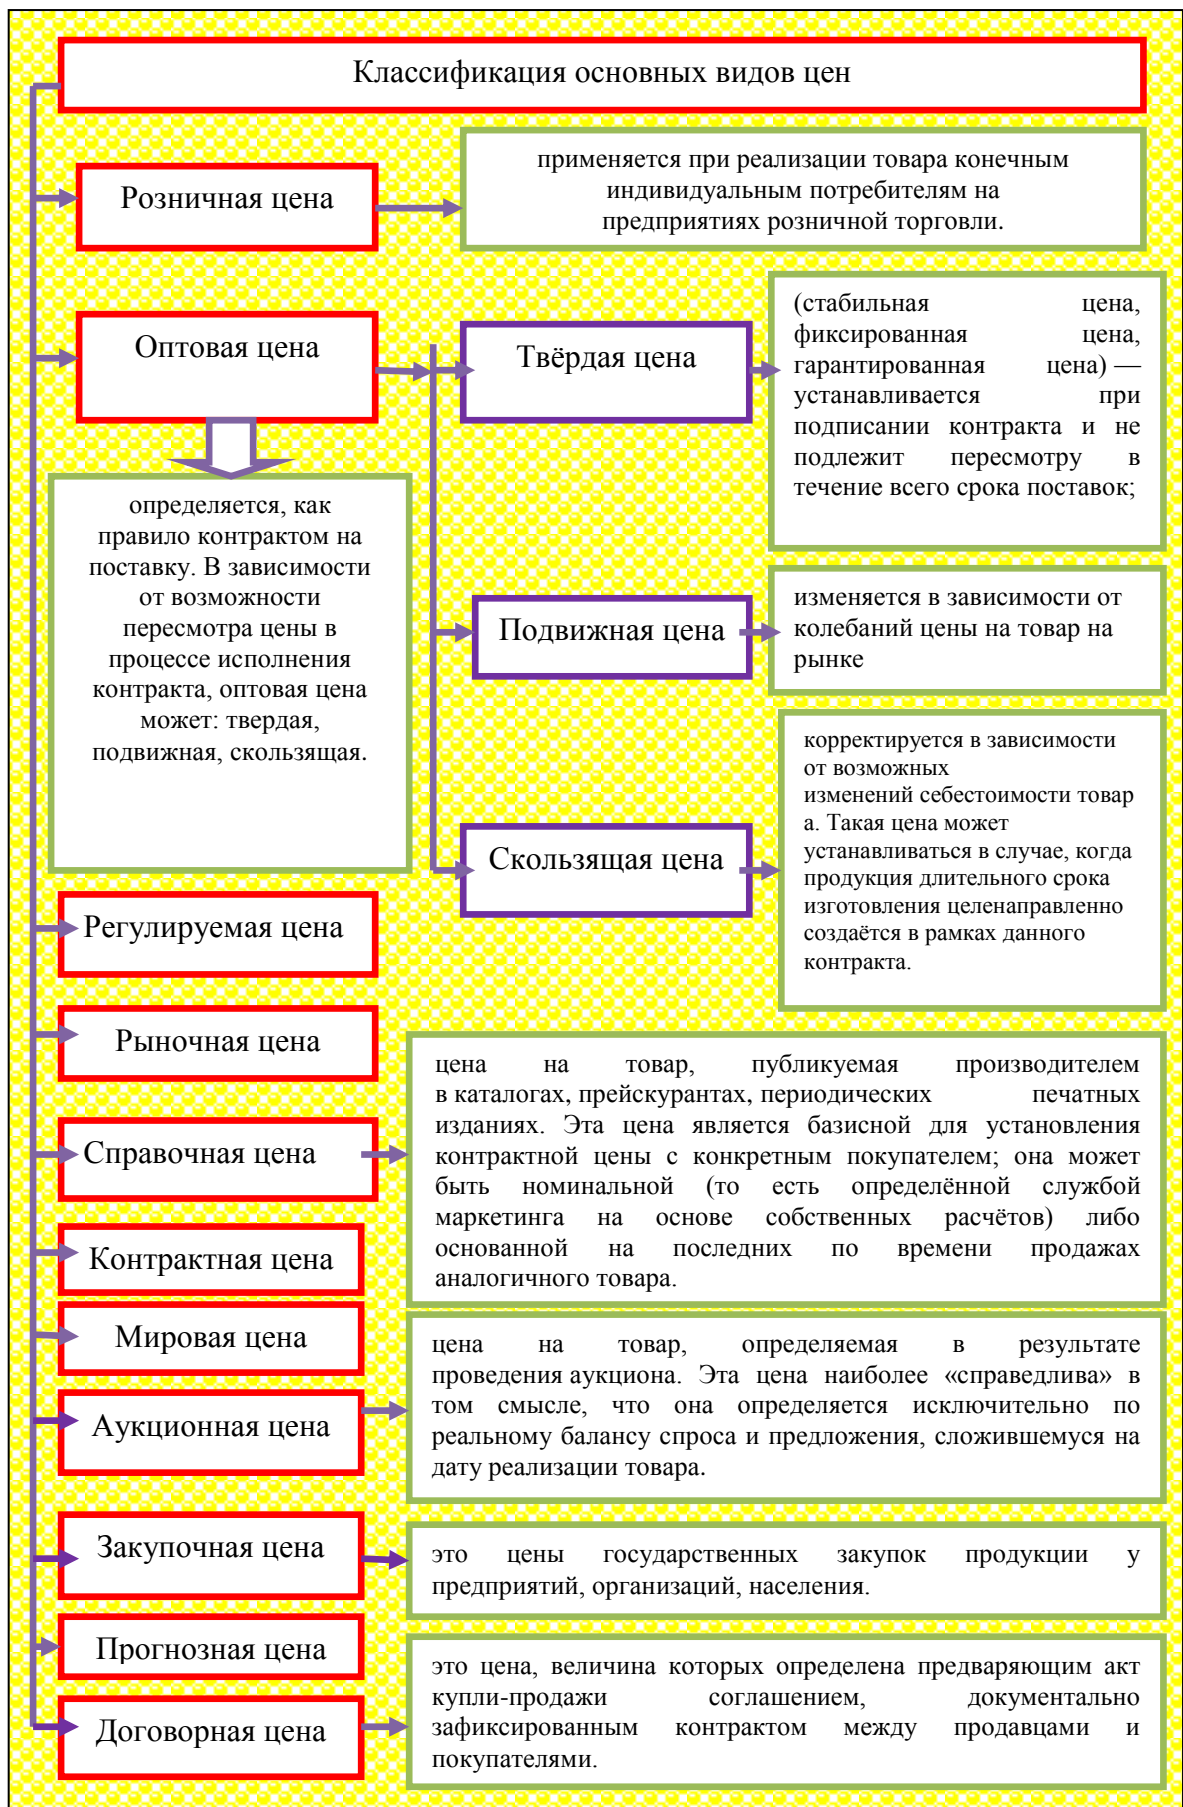 Классификация основных видов цен
Розничная цена
применяется при реализации товара конечным
индивидуальным потребителям на
предприятиях розничной торговли.
Оптовая цена
определяется, как
правило контрактом на
поставку. В зависимости
от возможности
пересмотра цены в
процессе исполнения
контракта, оптовая цена
может: твердая,
подвижная, скользящая.
Твёрдая цена
(стабильная цена,
фиксированная цена,
гарантированная цена) —
устанавливается при
подписании контракта и не
подлежит пересмотру в
течение всего срока поставок;
Подвижная цена
изменяется в зависимости от
колебаний цены на товар на
рынке
Скользящая цена
корректируется в зависимости
от возможных
изменений себестоимости товар
а. Такая цена может
устанавливаться в случае, когда
продукция длительного срока
изготовления целенаправленно
создаётся в рамках данного
контракта.
Регулируемая цена
Рыночная цена
Справочная цена
цена на товар, публикуемая производителем
в каталогах, прейскурантах, периодических печатных
изданиях. Эта цена является базисной для установления
контрактной цены с конкретным покупателем; она может
быть номинальной (то есть определённой службой
маркетинга на основе собственных расчётов) либо
основанной на последних по времени продажах
аналогичного товара.
Контрактная цена
Мировая цена
Аукционная цена
цена на товар, определяемая в результате
проведения аукциона. Эта цена наиболее «справедлива» в
том смысле, что она определяется исключительно по
реальному балансу спроса и предложения, сложившемуся на
дату реализации товара.
Закупочная цена
это цены государственных закупок продукции у
предприятий, организаций, населения.
Прогнозная цена
Договорная цена
это цена, величина которых определена предваряющим акт
купли-продажи соглашением, документально
зафиксированным контрактом между продавцами и
покупателями.